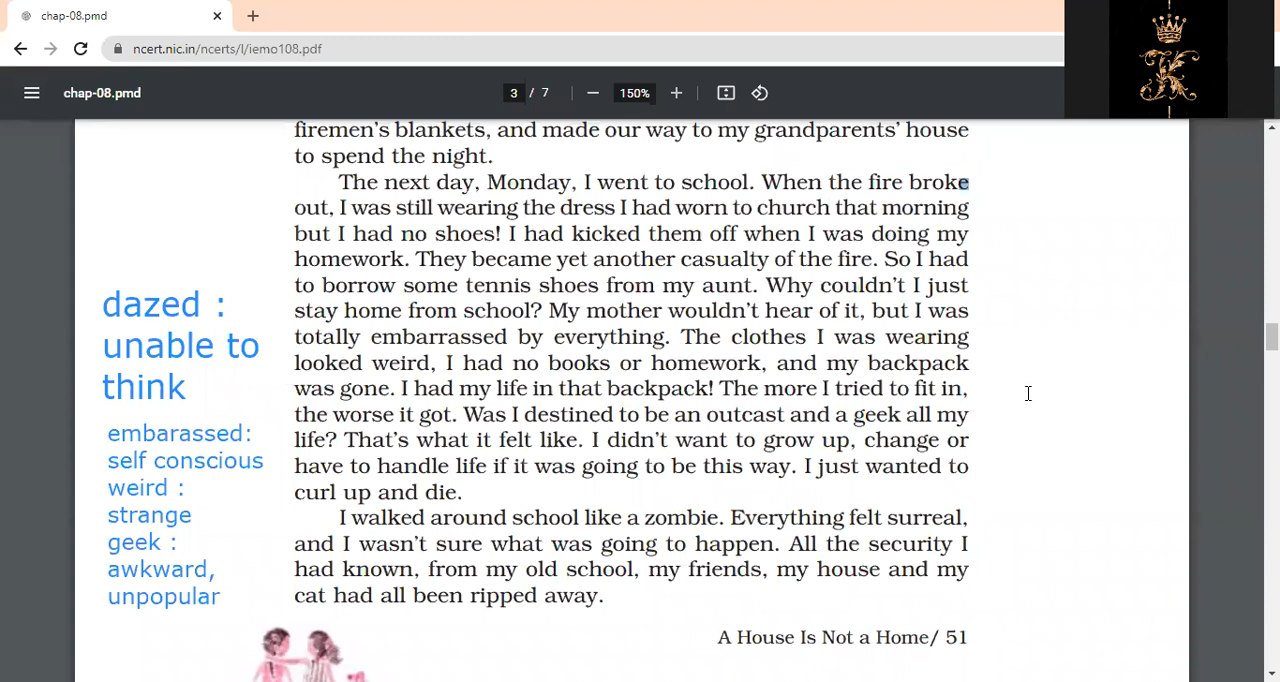 chap-08.pmd
ncert.nic.in/ncerts/l/iemo108.pdf
chap-08.pmd
3 / 7
150%
K
firemen's blankets, and made our way to my grandparents' house
to spend the night.
The next day, Monday, I went to school. When the fire broke
out, I was still wearing the dress I had worn to church that morning
but I had no shoes! I had kicked them off when I was doing my
homework. They became yet another casualty of the fire. So I had
to borrow some tennis shoes from my aunt. Why couldn't I just
stay home from school? My mother wouldn't hear of it, but I was
totally embarrassed by everything. The clothes I was wearing
looked weird, I had no books or homework, and my backpack
was gone. I had my life in that backpack! The more I tried to fit in,
the worse it got. Was I destined to be an outcast and a geek all my
life? That's what it felt like. I didn't want to grow up, change or
have to handle life if it was going to be this way. I just wanted to
curl up and die.
I walked around school like a zombie. Everything felt surreal,
and I wasn't sure what was going to happen. All the security I
had known, from my old school, my friends, my house and my
cat had all been ripped away.
A House Is Not a Home/ 51
dazed :
unable to
think
embarassed:
self conscious
weird :
strange
geek :
awkward,
unpopular